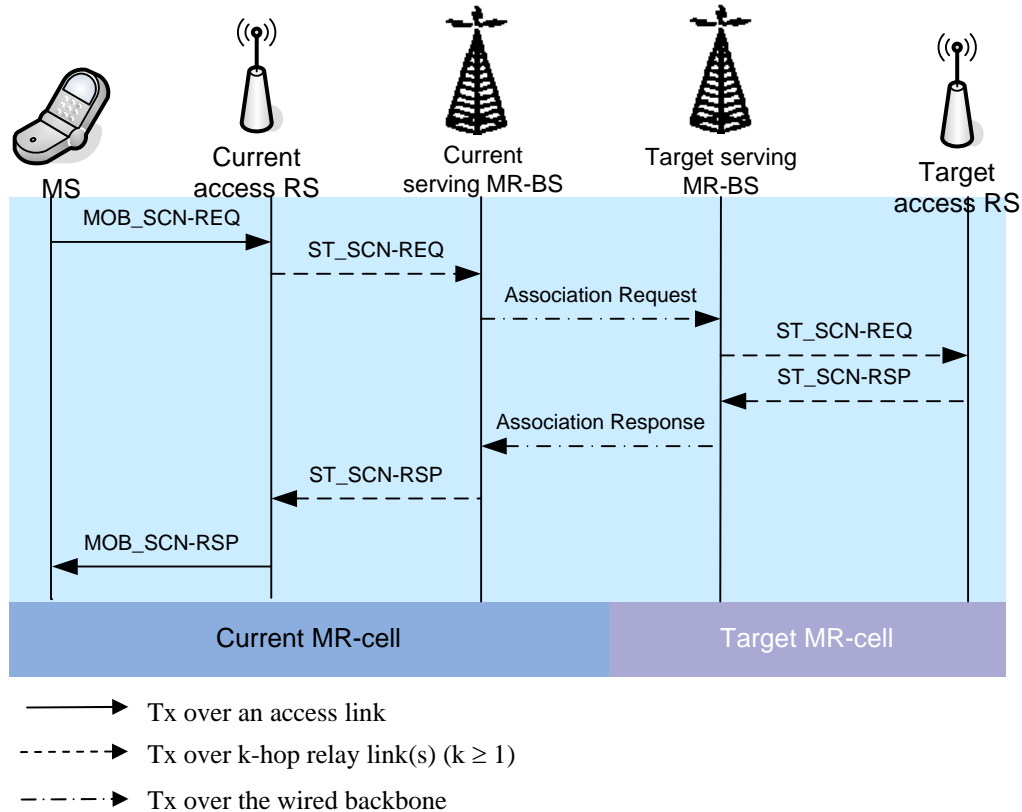 MS
Current
access RS
Current
serving MR-BS
Target serving
MR-BS
Target
access RS
MOB_SCN-REQ
ST_SCN-REQ
Association Request
ST_SCN-REQ
ST_SCN-RSP
Association Response
ST_SCN-RSP
MOB_SCN-RSP
Current MR-cell
Target MR-cell
Tx over an access link
Tx over k-hop relay link(s) (k ≥ 1)
Tx over the wired backbone